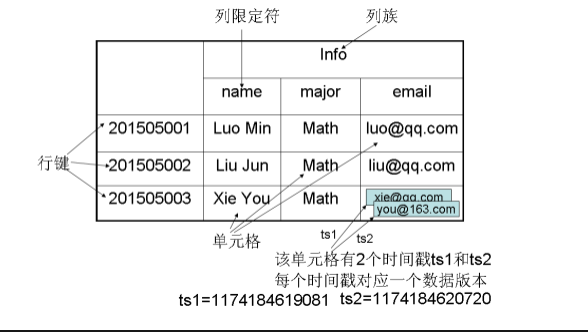 列限定符 列族
Info
name major email
201505001 Luo Min Math luo@qq.com
行键 201505002 Liu Jun Math liu@qq.com
201505003 Xie You Math xie@qq.com
you@163.com
单元格 ts1 ts2
该单元格有2个时间戳ts1和ts2
每个时间戳对应一个数据版本
ts1=1174184619081 ts2=1174184620720